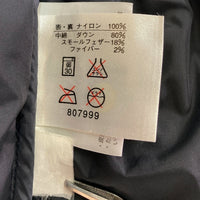 表・裏 ナイロン 100%
中綿 ダウン 80%
スモールフェザー 18%
ファイバー 2%
30
807999